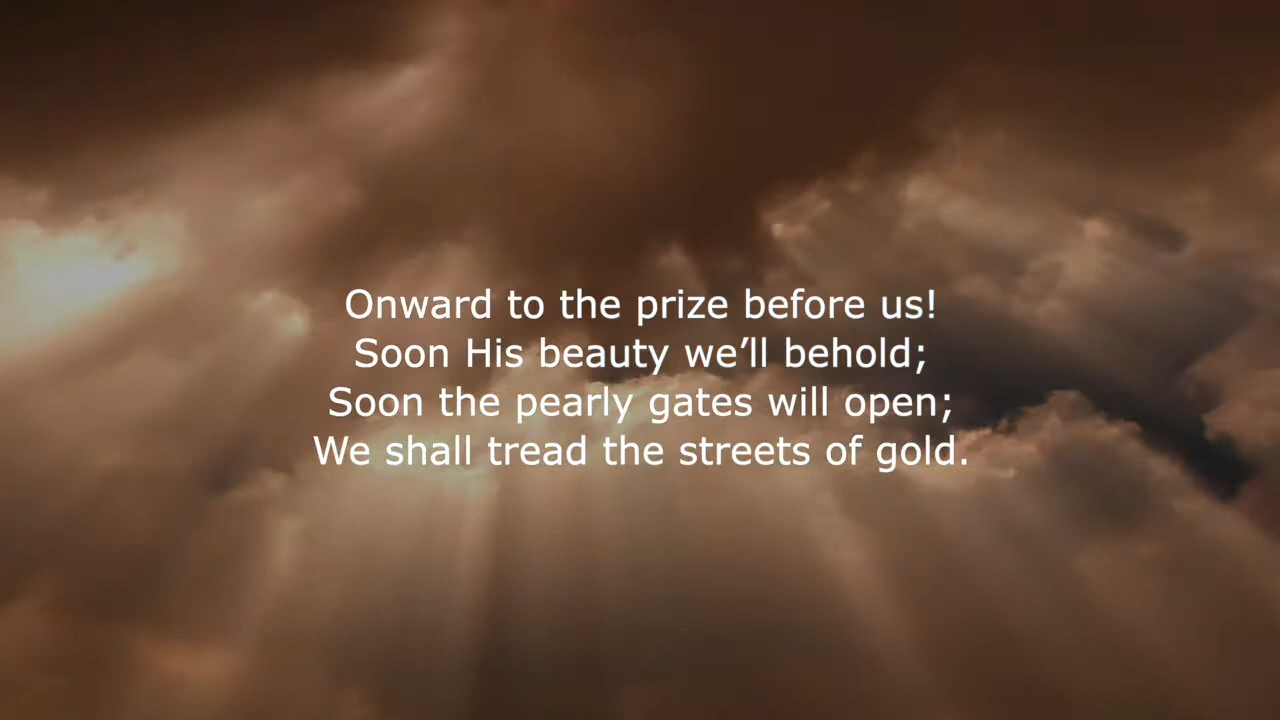 Onward to the prize before us!
Soon His beauty we’ll behold;
Soon the pearly gates will open;
We shall tread the streets of gold.